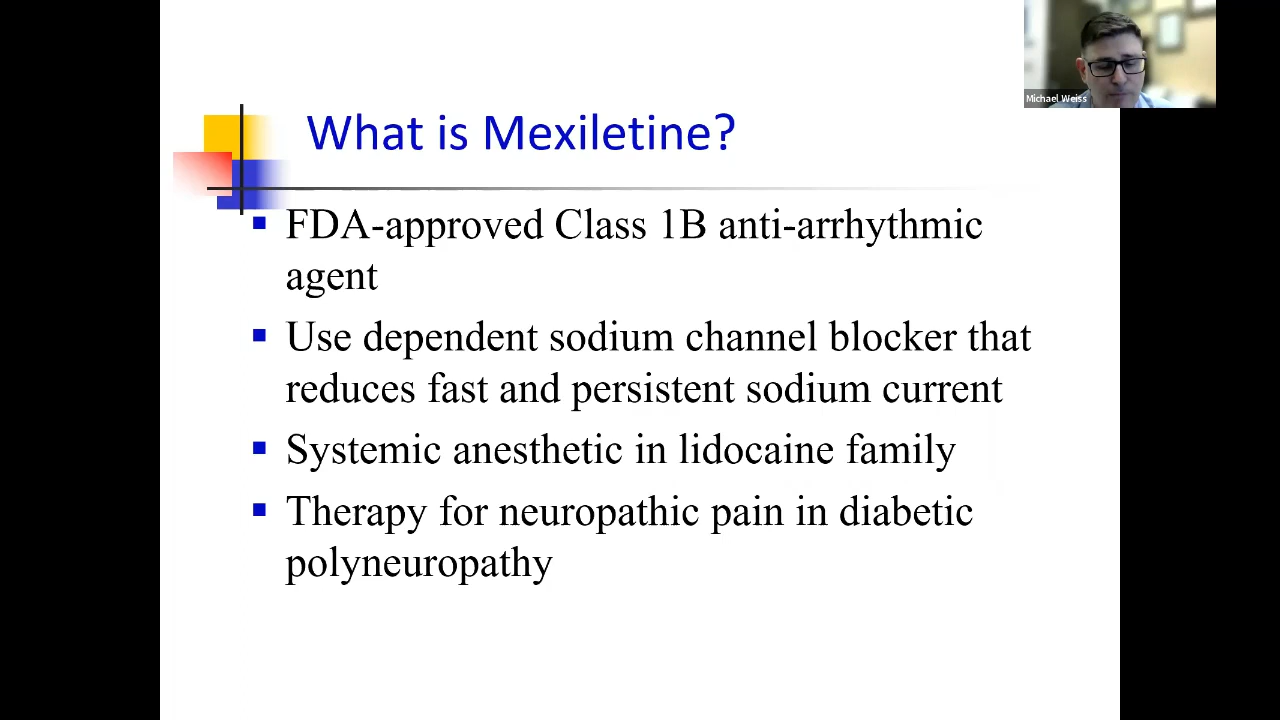 Michael Weiss
What is Mexiletine?
FDA-approved Class 1B anti-arrhythmic
agent
Use dependent sodium channel blocker that
reduces fast and persistent sodium current
Systemic anesthetic in lidocaine family
Therapy for neuropathic pain in diabetic
polyneuropathy